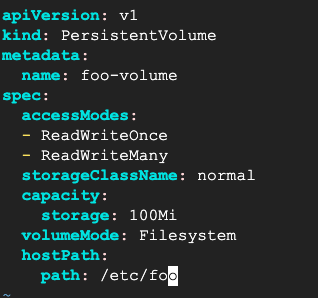 apiVersion: v1
kind: PersistentVolume
metadata:
  name: foo-volume
spec:
  accessModes:
  - ReadWriteOnce
  - ReadWriteMany
  storageClassName: normal
  capacity:
    storage: 100Mi
  volumeMode: Filesystem
  hostPath:
    path: /etc/foo
~